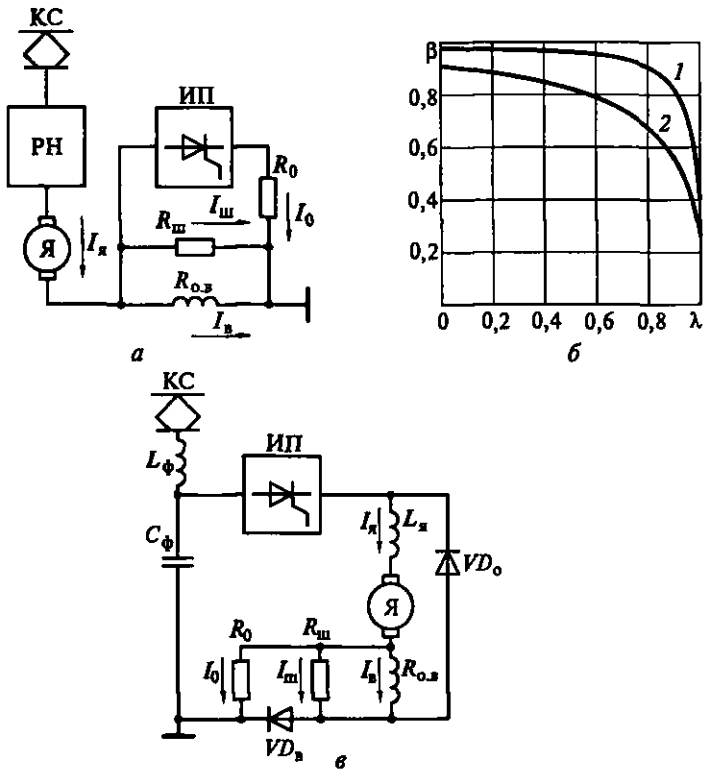 КС
РН
ИП
R₀
I₀
Iш
Rш
Iя
Я
Rо.в
Iв
а
β
0,8
0,6
0,4
0,2
1
2
0 0,2 0,4 0,6 0,8 λ
б
КС
Lф
ИП
Cф
Iя
Lя
VDо
Я
R₀
Rш
I₀
Iш
Iв
Rо.в
VDв
в